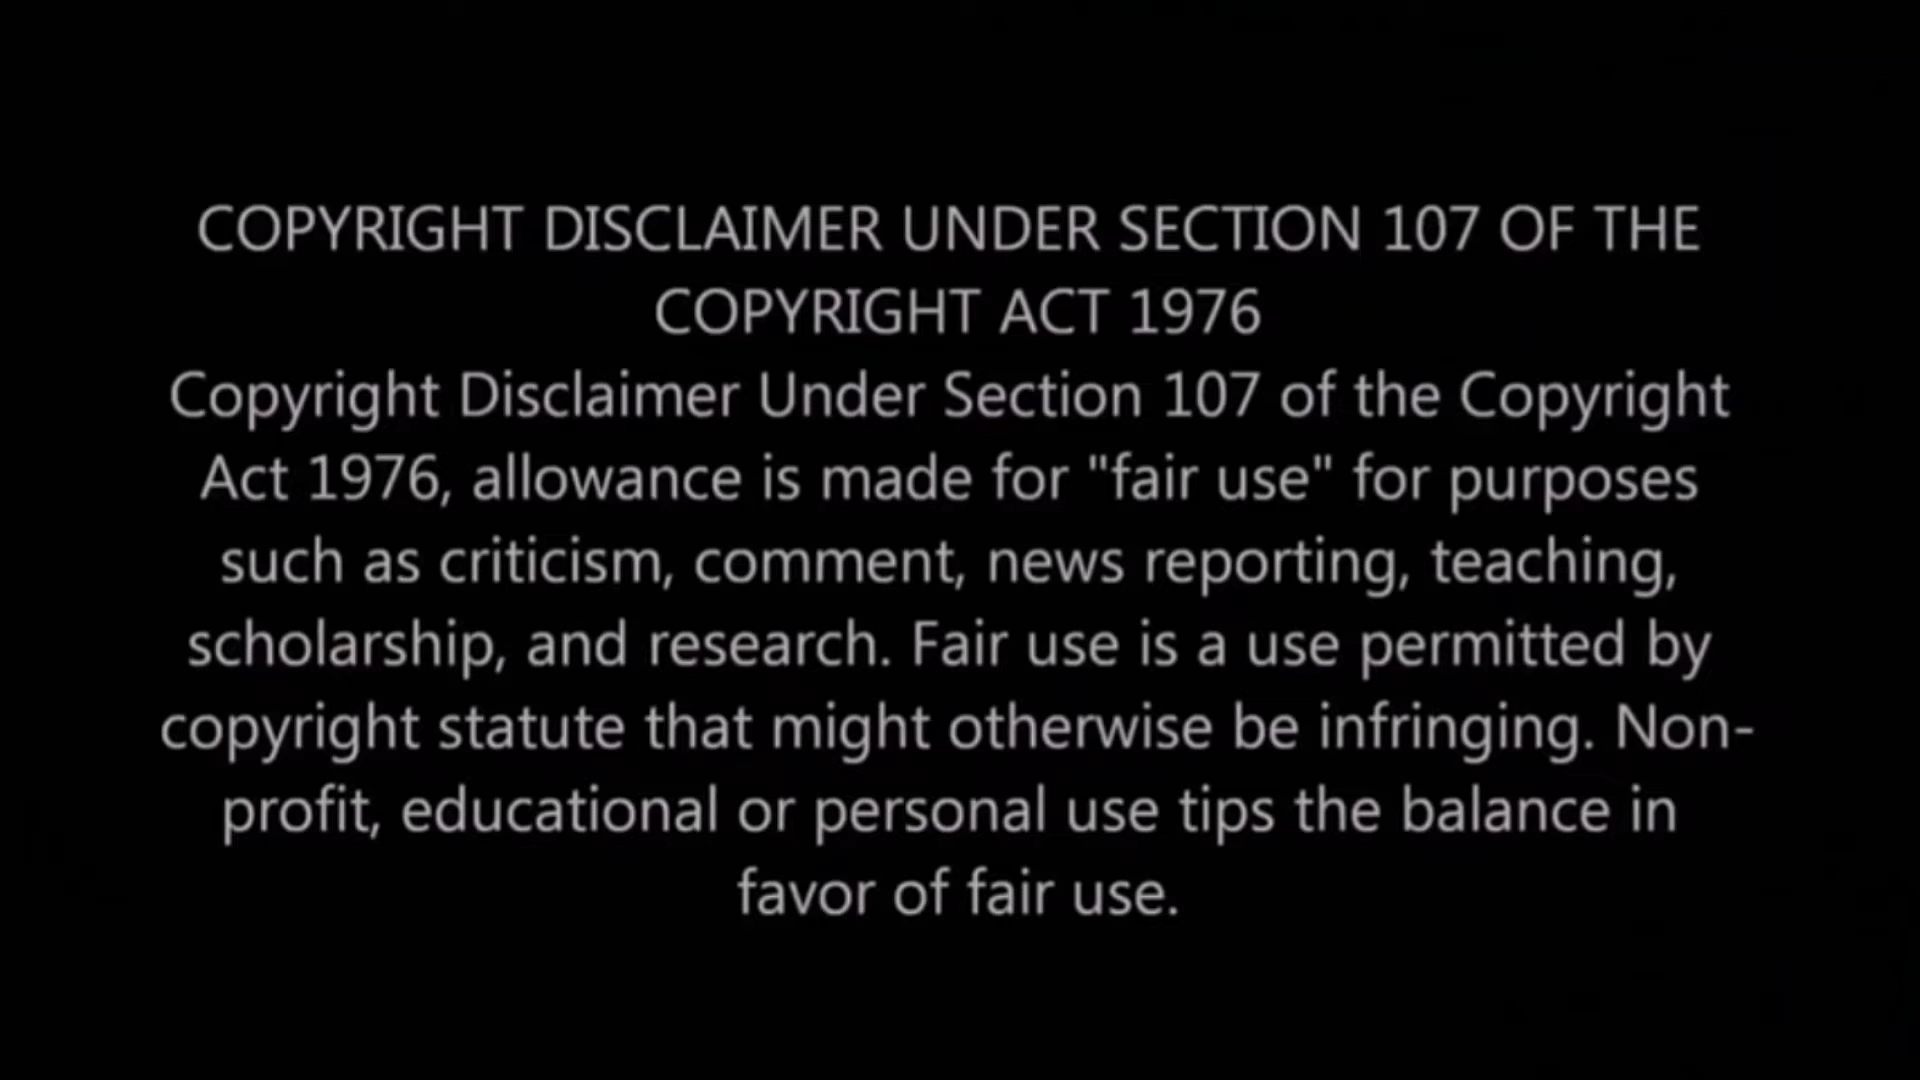 COPYRIGHT DISCLAIMER UNDER SECTION 107 OF THE
COPYRIGHT ACT 1976
Copyright Disclaimer Under Section 107 of the Copyright
Act 1976, allowance is made for "fair use" for purposes
such as criticism, comment, news reporting, teaching,
scholarship, and research. Fair use is a use permitted by
copyright statute that might otherwise be infringing. Non-
profit, educational or personal use tips the balance in
favor of fair use.